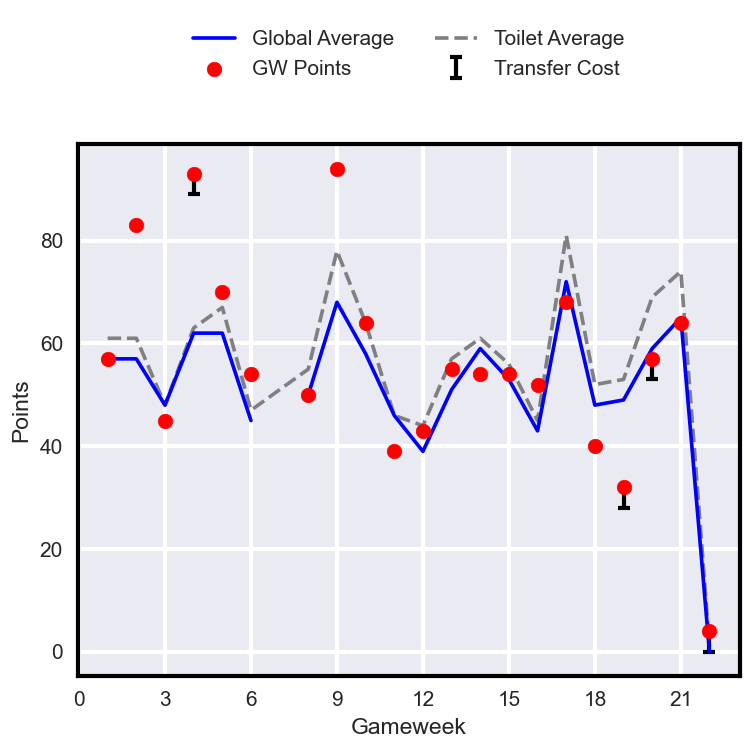 Global Average
Toilet Average
GW Points
Transfer Cost
80
60
40
20
0
Points
0 3 6 9 12 15 18 21
Gameweek